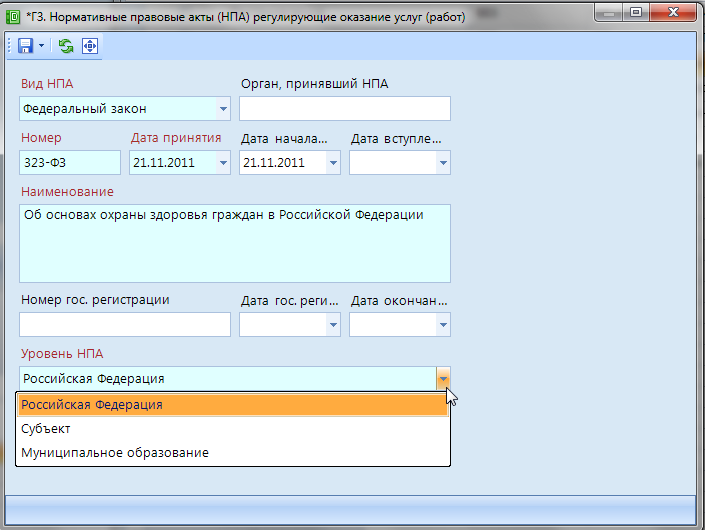 *ГЗ. Нормативные правовые акты (НПА) регулирующие оказание услуг (работ)
Вид НПА
Орган, принявший НПА
Федеральный закон
Номер
Дата принятия
Дата начала...
Дата вступле...
323-ФЗ
21.11.2011
21.11.2011
Наименование
Об основах охраны здоровья граждан в Российской Федерации
Номер гос. регистрации
Дата гос. реги...
Дата окончан...
Уровень НПА
Российская Федерация
Российская Федерация
Субъект
Муниципальное образование